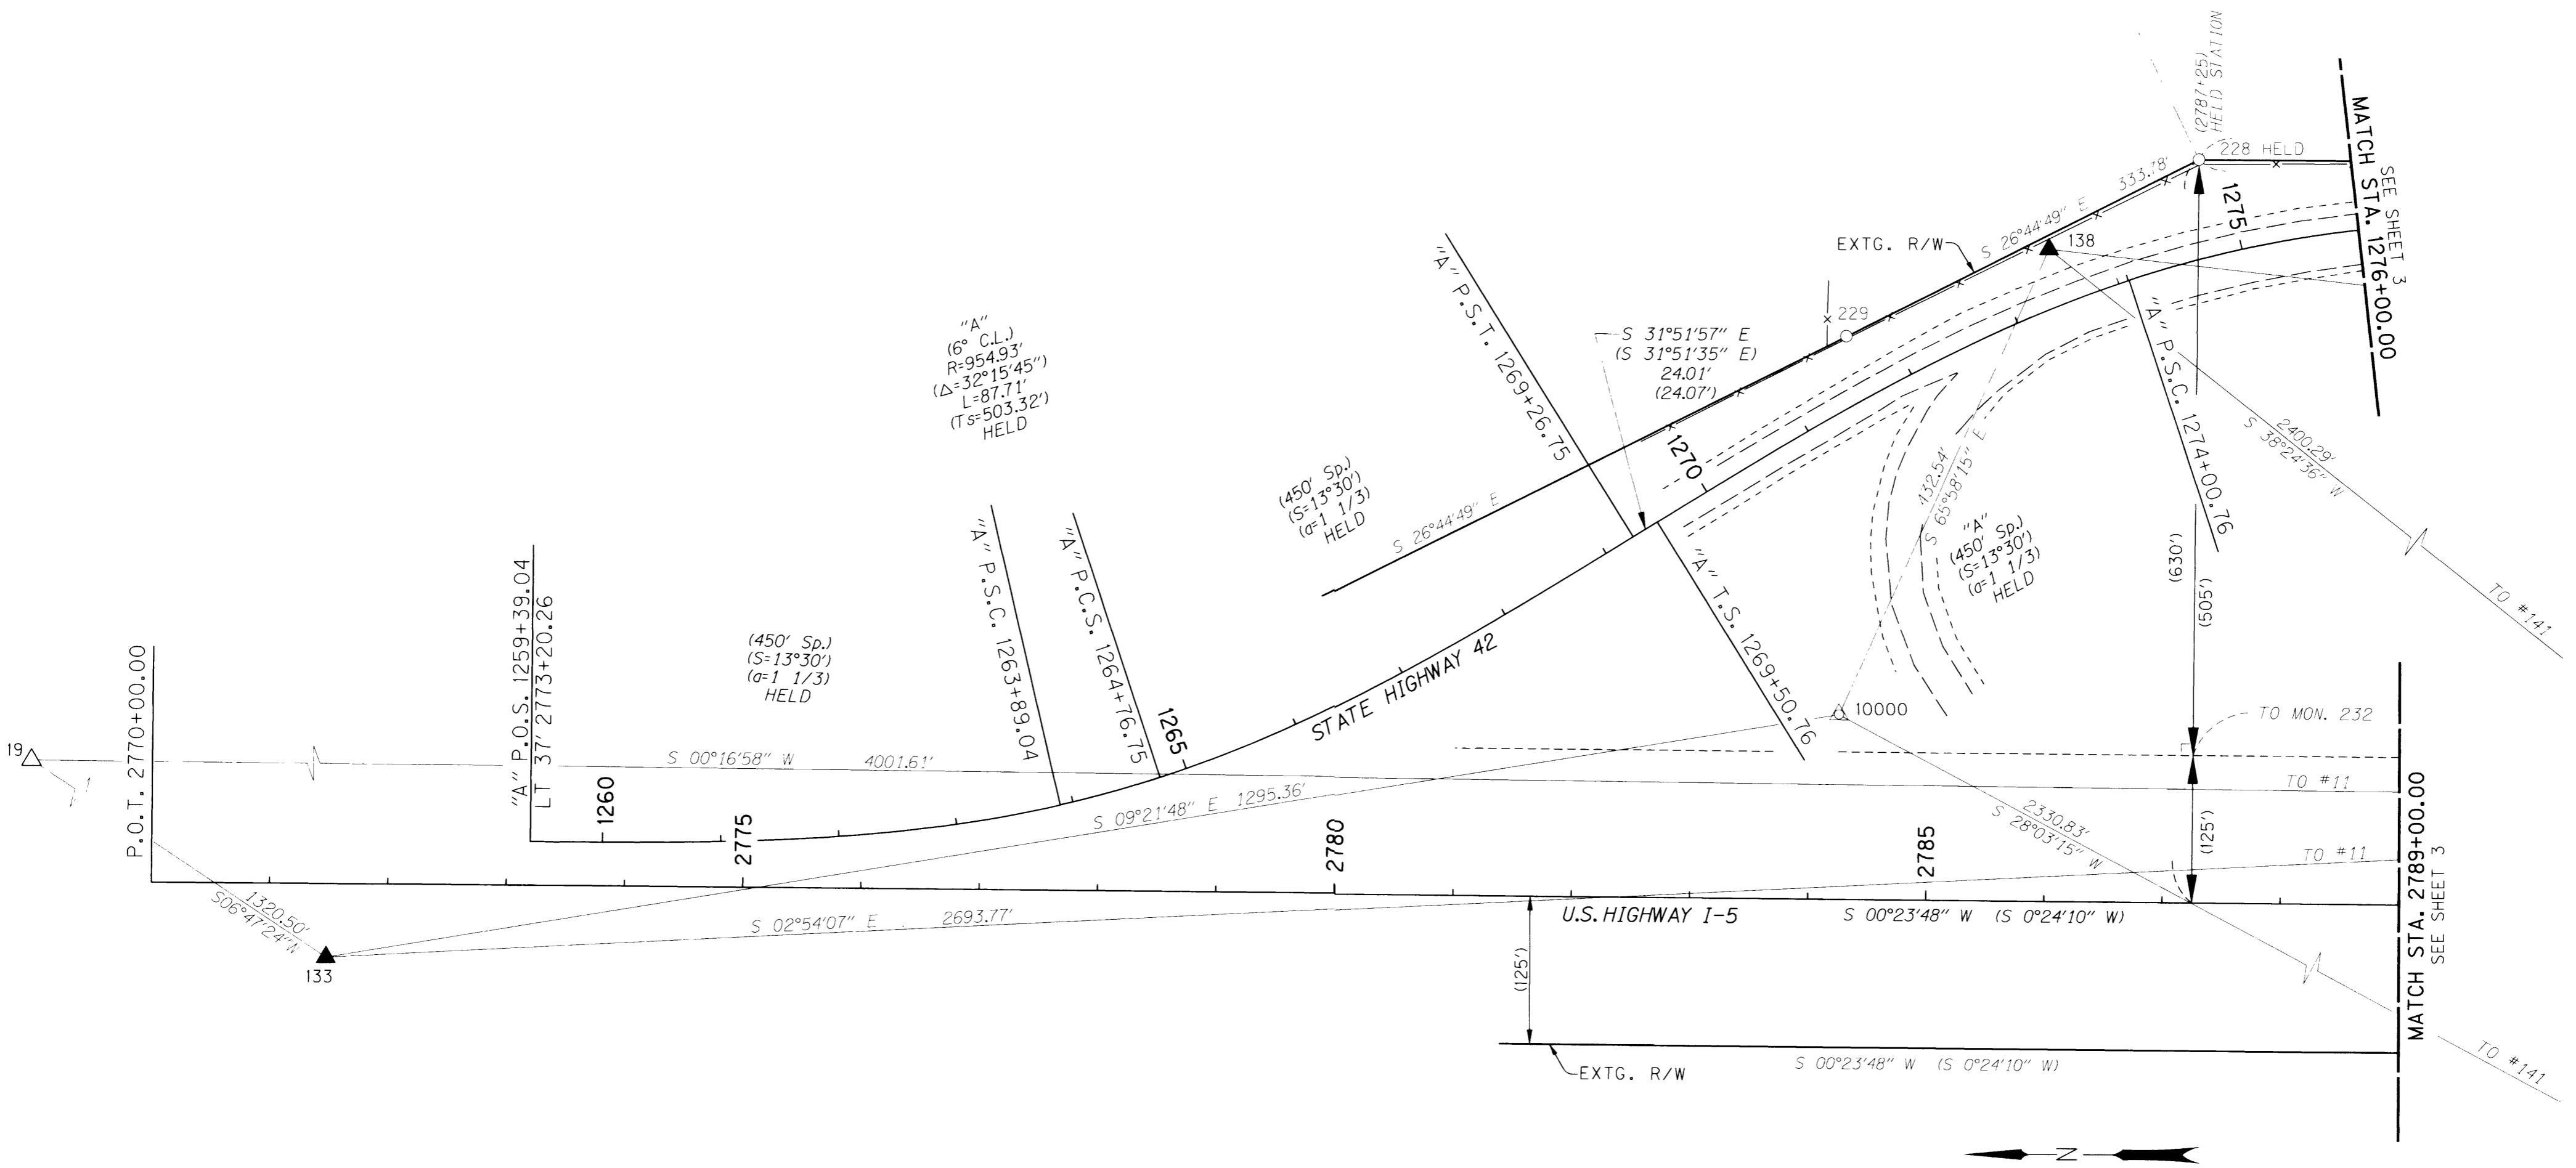 (2787+25)
HELD STATION
228 HELD
MATCH STA. 1276+00.00
SEE SHEET 3
1275
333.78'
S 26°44'49" E
EXTG. R/W
138
229
"A" P.S.T. 1269+26.75
S 31°51'57" E
(S 31°51'35" E)
24.01'
(24.07')
"A"
(6° C.L.)
R=954.93'
(Δ=32°15'45")
L=87.71'
(Ts=503.32')
HELD
"A" P.S.C. 1274+00.76
2400.29'
S 38°24'36" W
TO #141
1270
(450' Sp.)
(S=13°30')
(a=1 1/3)
HELD
S 26°44'49" E
432.54'
S 65°58'15" E
"A"
(450' Sp.)
(S=13°30')
(a=1 1/3)
HELD
(630')
(505')
"A" P.S.C. 1263+89.04
"A" P.C.S. 1264+76.75
1265
STATE HIGHWAY 42
"A" T.S. 1269+50.76
"A" P.O.S. 1259+39.04
LT 37' 2773+20.26
(450' Sp.)
(S=13°30')
(a=1 1/3)
HELD
P.O.T. 2770+00.00
10000
TO MON. 232
19
S 00°16'58" W 4001.61'
TO #11
1260
S 09°21'48" E 1295.36'
2330.83'
S 28°03'15" W
(125')
TO #11
2775
2780
2785
MATCH STA. 2789+00.00
SEE SHEET 3
1320.50'
S06°47'24"W
133
S 02°54'07" E 2693.77'
U.S. HIGHWAY I-5
S 00°23'48" W (S 0°24'10" W)
(125')
EXTG. R/W
S 00°23'48" W (S 0°24'10" W)
TO #141
N